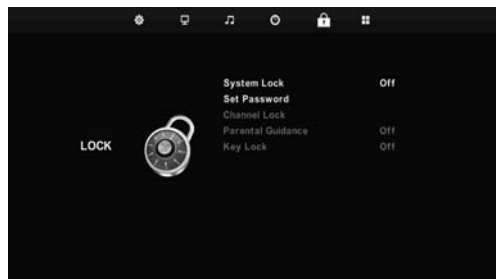 System Lock Off
Set Password
Channel Lock
Parental Guidance Off
LOCK
Key Lock Off